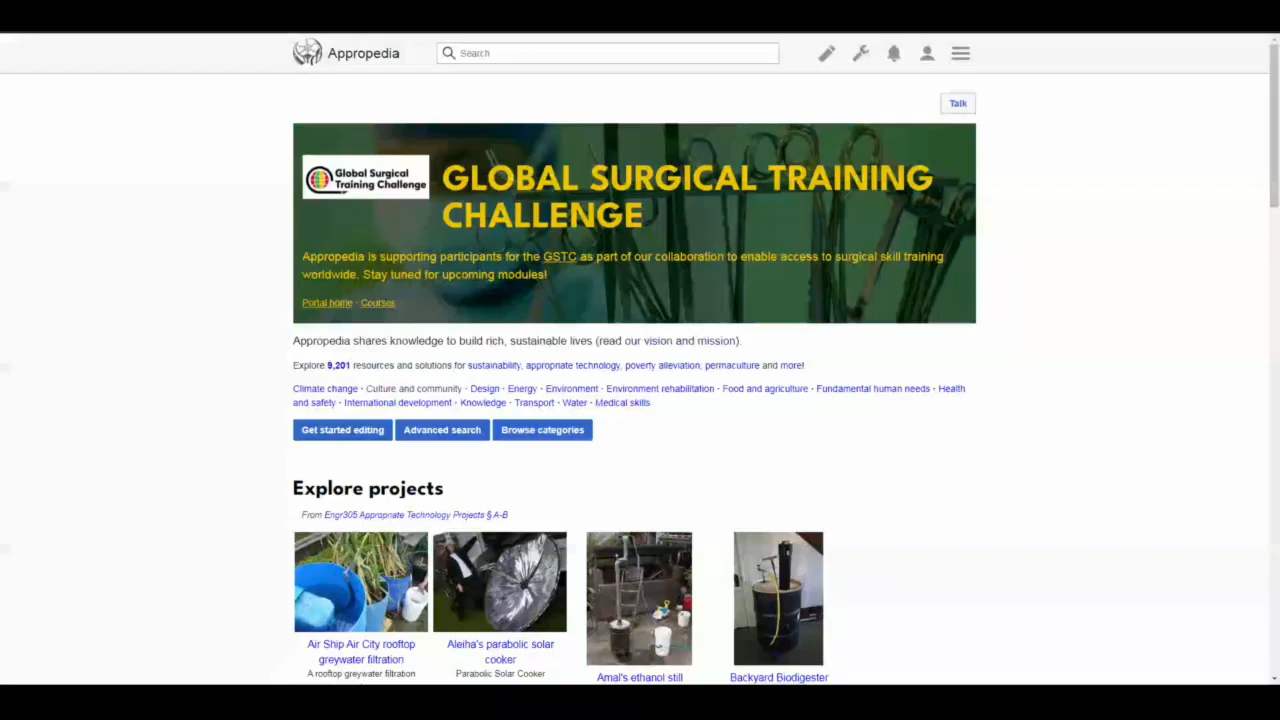 Appropedia
Search
Talk
Global Surgical
Training Challenge
GLOBAL SURGICAL TRAINING
CHALLENGE
Appropedia is supporting participants for the GSTC as part of our collaboration to enable access to surgical skill training
worldwide. Stay tuned for upcoming modules!
Portal home · Courses
Appropedia shares knowledge to build rich, sustainable lives (read our vision and mission).
Explore 9,201 resources and solutions for sustainability, appropriate technology, poverty alleviation, permaculture and more!
Climate change · Culture and community · Design · Energy · Environment · Environment rehabilitation · Food and agriculture · Fundamental human needs · Health
and safety · International development · Knowledge · Transport · Water · Medical skills
Get started editing
Advanced search
Browse categories
Explore projects
From Engr305 Appropriate Technology Projects § A-B
Air Ship Air City rooftop
greywater filtration
A rooftop greywater filtration
Aleiha's parabolic solar
cooker
Parabolic Solar Cooker
Amal's ethanol still
Backyard Biodigester